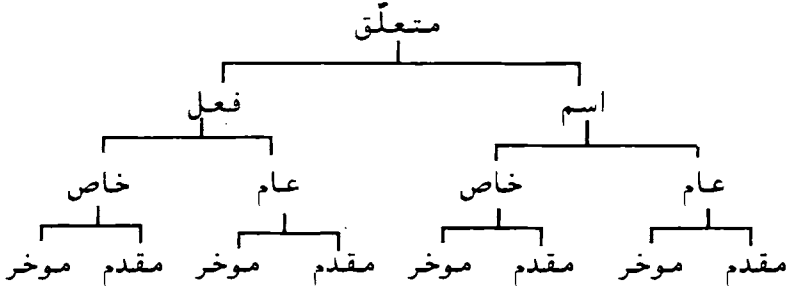 متعلّق
اسم فعل
عام خاص عام خاص
مقدم موخر مقدم موخر مقدم موخر مقدم موخر